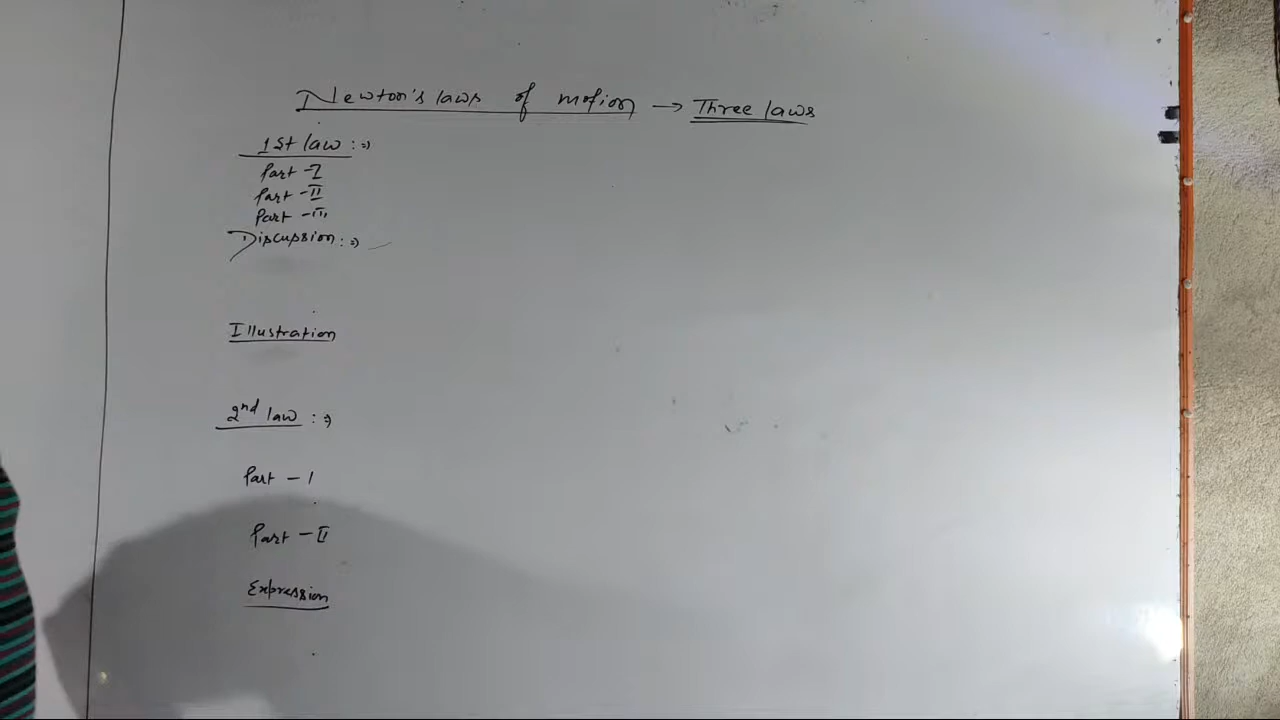 Newton's laws of motion → Three laws
1st law :⇒
Part - I
Part - II
Part - III
Discussion :⇒
Illustration
2nd law :⇒
Part - I
Part - II
Expression